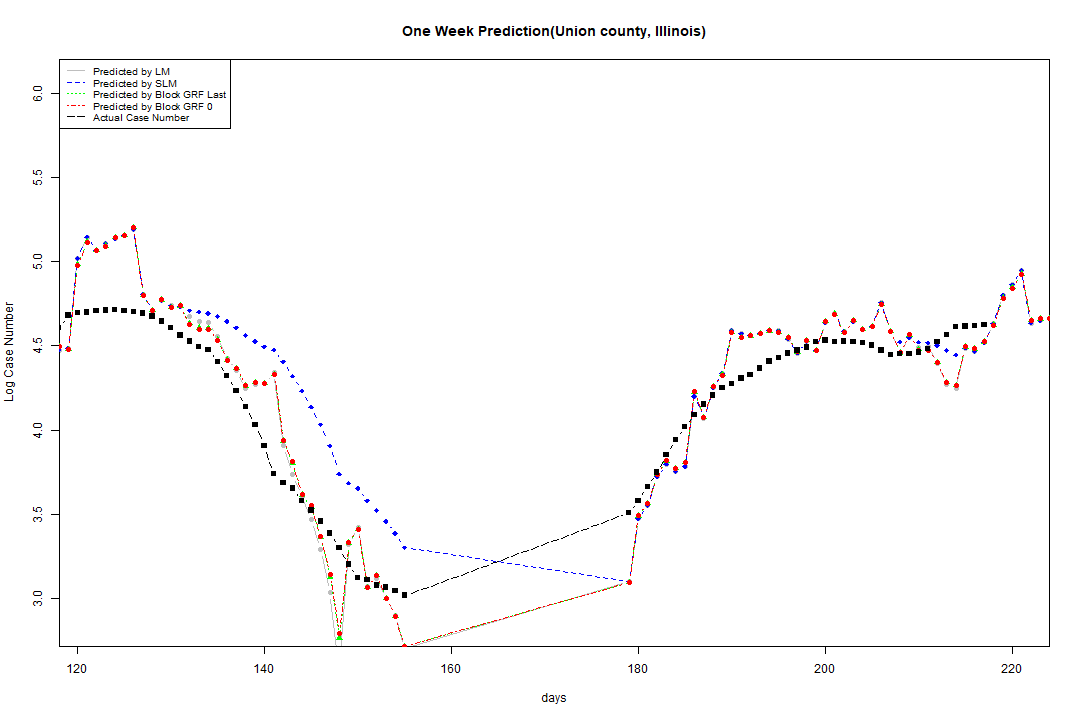 One Week Prediction(Union county, Illinois)
Predicted by LM
Predicted by SLM
Predicted by Block GRF Last
Predicted by Block GRF 0
Actual Case Number
Log Case Number
6.0
5.5
5.0
4.5
4.0
3.5
3.0
120 140 160 180 200 220
days